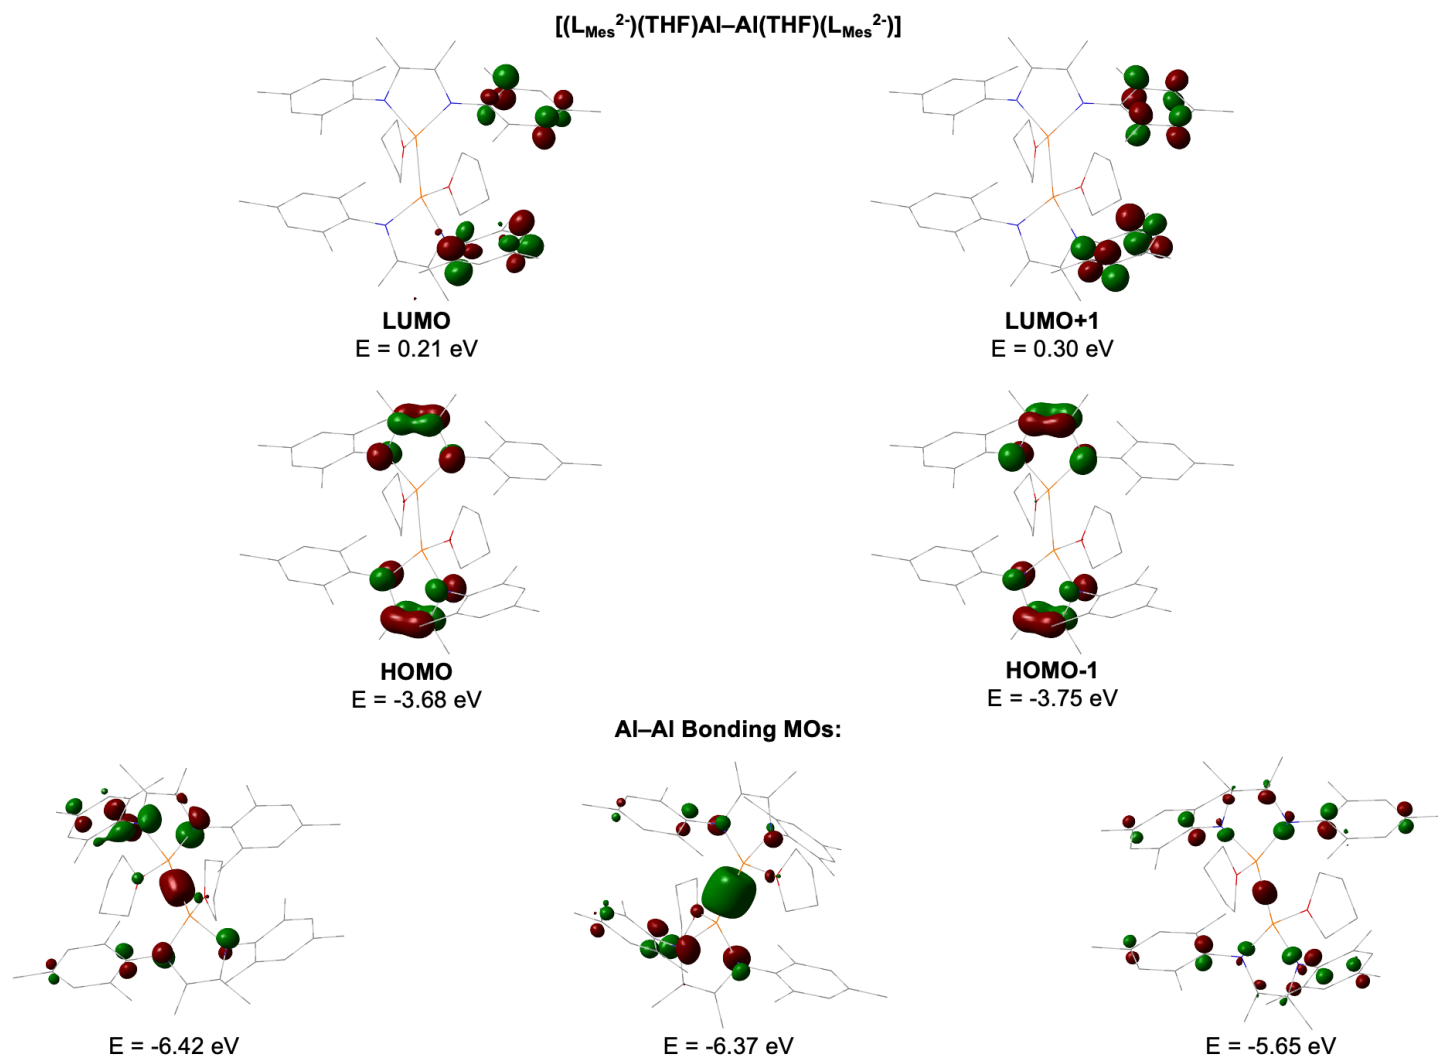 [(L_Mes^2-)(THF)Al–Al(THF)(L_Mes^2-)]
LUMO
E = 0.21 eV
LUMO+1
E = 0.30 eV
HOMO
E = -3.68 eV
HOMO-1
E = -3.75 eV
Al–Al Bonding MOs:
E = -6.42 eV
E = -6.37 eV
E = -5.65 eV